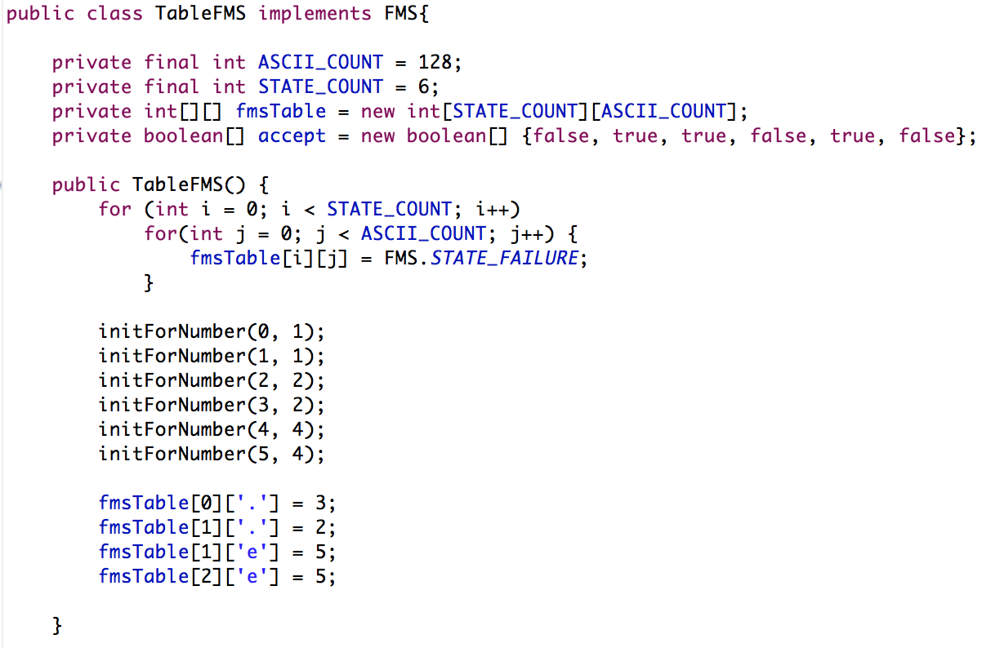 public class TableFMS implements FMS{
private final int ASCII_COUNT = 128;
private final int STATE_COUNT = 6;
private int[][] fmsTable = new int[STATE_COUNT][ASCII_COUNT];
private boolean[] accept = new boolean[] {false, true, true, false, true, false};
public TableFMS() {
for (int i = 0; i < STATE_COUNT; i++)
for(int j = 0; j < ASCII_COUNT; j++) {
fmsTable[i][j] = FMS.STATE_FAILURE;
}
initForNumber(0, 1);
initForNumber(1, 1);
initForNumber(2, 2);
initForNumber(3, 2);
initForNumber(4, 4);
initForNumber(5, 4);
fmsTable[0]['.'] = 3;
fmsTable[1]['.'] = 2;
fmsTable[1]['e'] = 5;
fmsTable[2]['e'] = 5;
}